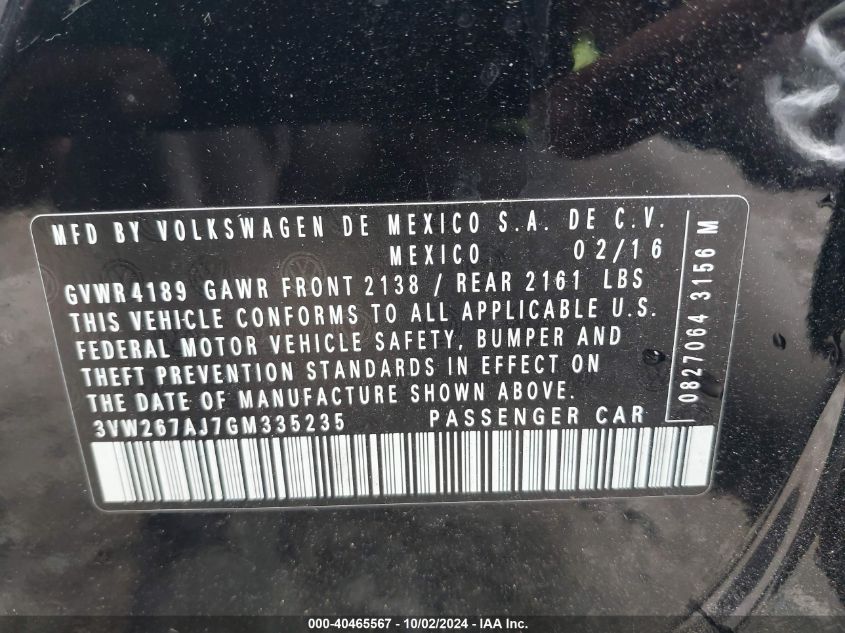 MFD BY VOLKSWAGEN DE MEXICO S.A. DE C.V.
MEXICO 02/16
GVWR4189 GAWR FRONT 2138 / REAR 2161 LBS
THIS VEHICLE CONFORMS TO ALL APPLICABLE U.S.
FEDERAL MOTOR VEHICLE SAFETY, BUMPER AND
THEFT PREVENTION STANDARDS IN EFFECT ON
THE DATE OF MANUFACTURE SHOWN ABOVE.
3VW267AJ7GM335235 PASSENGER CAR
08270643156 M
000-40465567 - 10/02/2024 - IAA Inc.